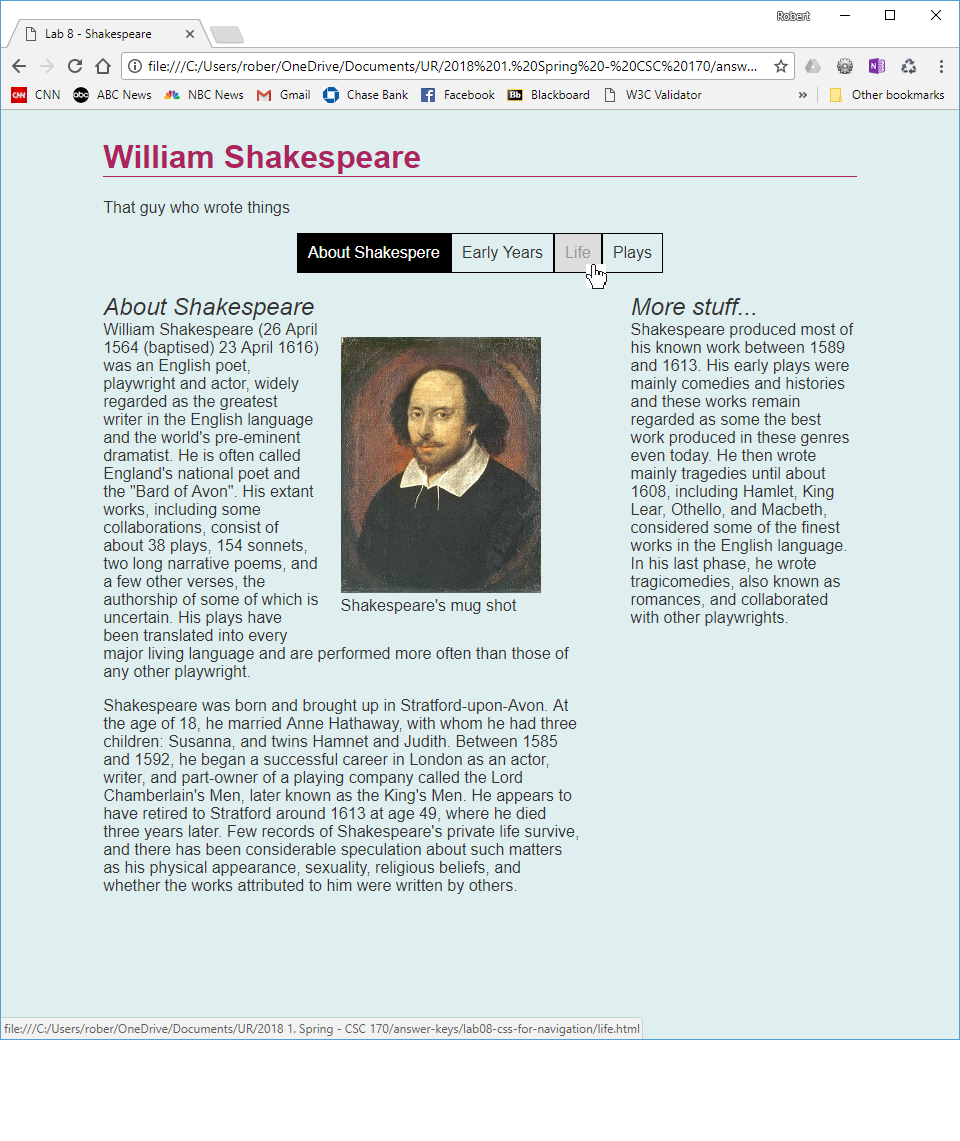 Robert
Lab 8 - Shakespeare
file:///C:/Users/rober/OneDrive/Documents/UR/2018%201.%20Spring%20-%20CSC%20170/answ...
CNN abc ABC News NBC News Gmail Chase Bank Facebook Bb Blackboard W3C Validator » Other bookmarks
William Shakespeare
That guy who wrote things
About Shakespere Early Years Life Plays
About Shakespeare
William Shakespeare (26 April
1564 (baptised) 23 April 1616)
was an English poet,
playwright and actor, widely
regarded as the greatest
writer in the English language
and the world's pre-eminent
dramatist. He is often called
England's national poet and
the "Bard of Avon". His extant
works, including some
collaborations, consist of
about 38 plays, 154 sonnets,
two long narrative poems, and
a few other verses, the
authorship of some of which is
uncertain. His plays have
been translated into every
major living language and are performed more often than those of
any other playwright.
Shakespeare's mug shot
Shakespeare was born and brought up in Stratford-upon-Avon. At
the age of 18, he married Anne Hathaway, with whom he had three
children: Susanna, and twins Hamnet and Judith. Between 1585
and 1592, he began a successful career in London as an actor,
writer, and part-owner of a playing company called the Lord
Chamberlain's Men, later known as the King's Men. He appears to
have retired to Stratford around 1613 at age 49, where he died
three years later. Few records of Shakespeare's private life survive,
and there has been considerable speculation about such matters
as his physical appearance, sexuality, religious beliefs, and
whether the works attributed to him were written by others.
More stuff...
Shakespeare produced most of
his known work between 1589
and 1613. His early plays were
mainly comedies and histories
and these works remain
regarded as some the best
work produced in these genres
even today. He then wrote
mainly tragedies until about
1608, including Hamlet, King
Lear, Othello, and Macbeth,
considered some of the finest
works in the English language.
In his last phase, he wrote
tragicomedies, also known as
romances, and collaborated
with other playwrights.
file:///C:/Users/rober/OneDrive/Documents/UR/2018 1. Spring - CSC 170/answer-keys/lab08-css-for-navigation/life.html